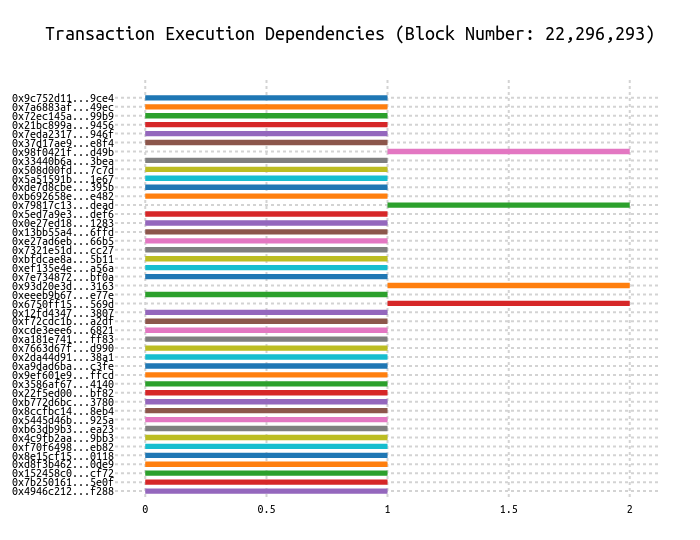 Transaction Execution Dependencies (Block Number: 22,296,293)
0x9c752d11...9ce4
0x7a6883af...49ec
0x72ec145a...99b9
0x21bc899a...9456
0x7eda2317...946f
0x37d17ae9...e8f4
0x98f0421f...d49b
0x33440b6a...3bea
0x508d00fd...7c7d
0x5a51591b...1e67
0xde7d8cbe...395b
0xb692658e...e482
0x79817c13...dead
0x5ed7a9e3...def6
0x0e27ed18...1283
0x13bb55a4...6ffd
0xe27ad6eb...66b5
0x7321e51d...cc27
0xbfdcae8a...5b11
0xef135e4e...a56a
0x7e734872...bf0a
0x93d20e3d...3163
0xeeeb9b67...e77e
0x6750ff15...569d
0x12fd4347...3807
0xf72cdc1b...a2df
0xcde3eee6...6821
0xa181e741...ff83
0x7663d67f...d990
0x2da44d91...38a1
0xa9dad6ba...c3fe
0x9ef601e9...ffcd
0x3586af67...4140
0x22f5ed00...bf82
0xb772d6bc...3780
0x8ccfbc14...8eb4
0x5445d46b...925a
0xb63db9b3...ea23
0x4c9fb2aa...9bb3
0xf70f6498...eb82
0x8e15cf15...0118
0xd8f3b462...0de9
0x152458c0...cf72
0x7b250161...5e0f
0x4946c212...f288
0 0.5 1 1.5 2